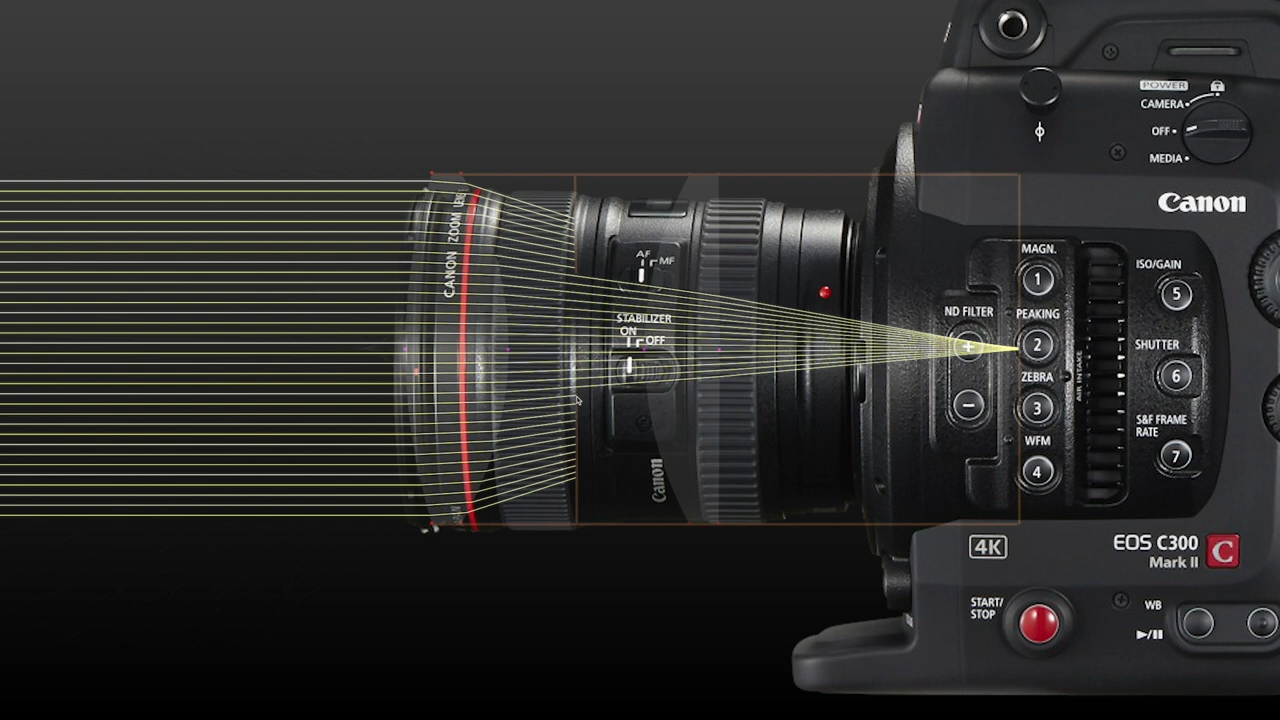 POWER
CAMERA
OFF
MEDIA
Canon
CANON ZOOM LENS
AF
MF
STABILIZER
ON
OFF
Canon
MAGN.
1
ND FILTER
PEAKING
+
2
ZEBRA
−
3
WFM
4
AIR INTAKE
ISO/GAIN
5
SHUTTER
6
S&F FRAME
RATE
7
4K
EOS C300
Mark II
C
START/
STOP
WB